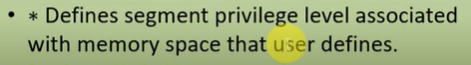 • * Defines segment privilege level associated
with memory space that user defines.